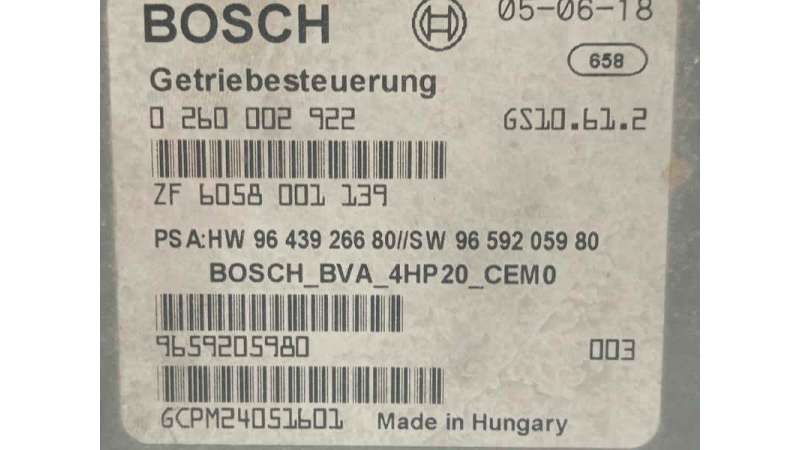 BOSCH 05-06-18
658
Getriebesteuerung
0 260 002 922 GS10.61.2
ZF 6058 001 139
PSA:HW 96 439 266 80//SW 96 592 059 80
BOSCH_BVA_4HP20_CEM0
9659205980 003
GCPM24051601 Made in Hungary